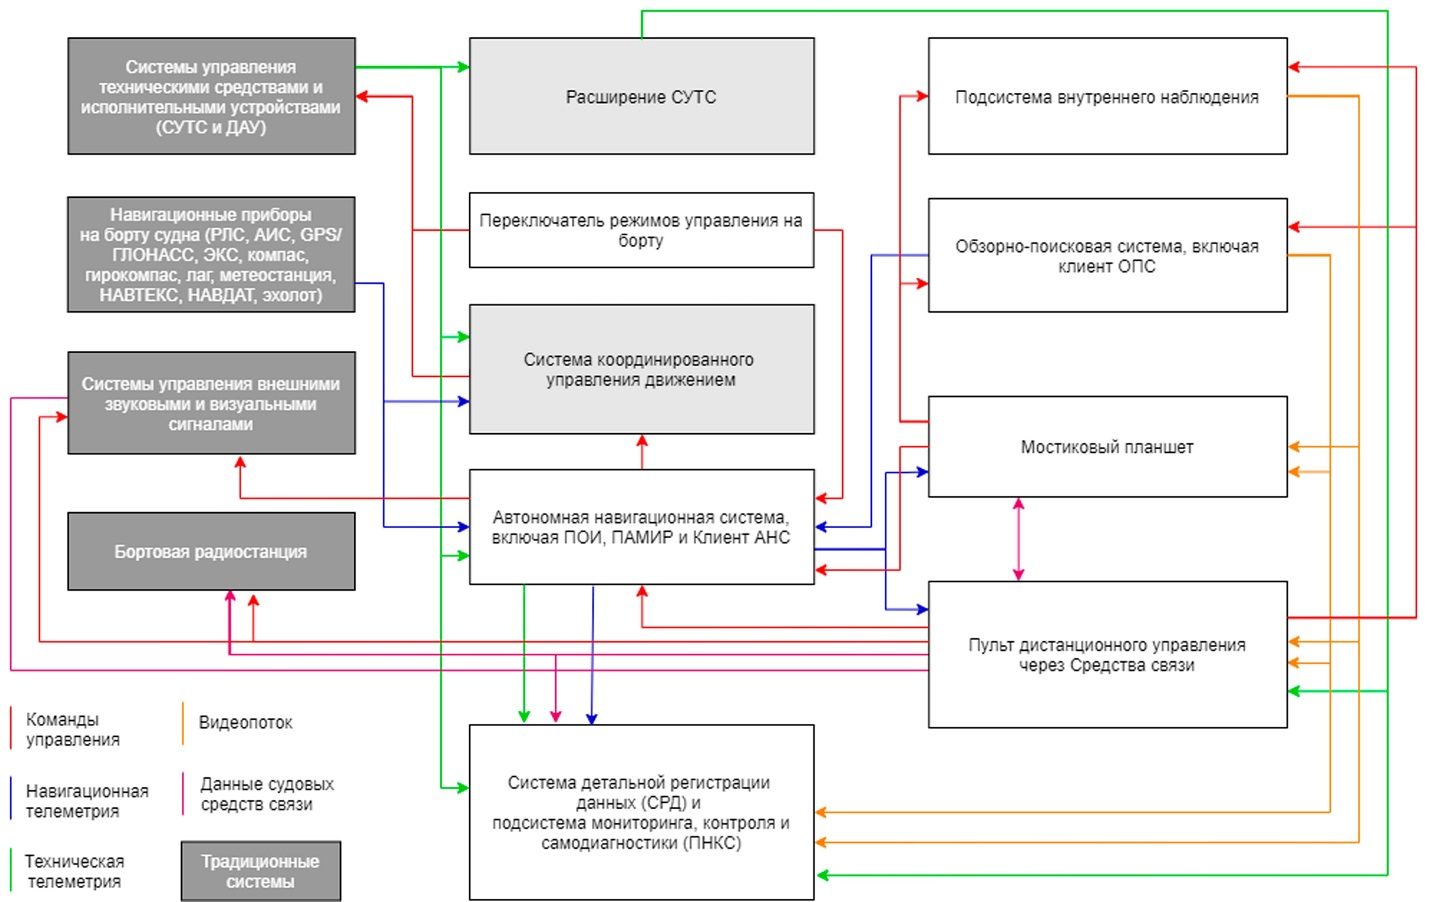 Системы управления
техническими средствами и
исполнительными устройствами
(СУТС и ДАУ)
Расширение СУТС
Подсистема внутреннего наблюдения
Навигационные приборы
на борту судна (РЛС, АИС, GPS/
ГЛОНАСС, ЭКС, компас,
гирокомпас, лаг, метеостанция,
НАВТЕКС, НАВДАТ, эхолот)
Переключатель режимов управления на
борту
Обзорно-поисковая система, включая
клиент ОПС
Системы управления внешними
звуковыми и визуальными
сигналами
Система координированного
управления движением
Мостиковый планшет
Бортовая радиостанция
Автономная навигационная система,
включая ПОИ, ПАМИР и Клиент АНС
Пульт дистанционного управления
через Средства связи
Система детальной регистрации
данных (СРД) и
подсистема мониторинга, контроля и
самодиагностики (ПНКС)
Команды
управления
Видеопоток
Навигационная
телеметрия
Данные судовых
средств связи
Техническая
телеметрия
Традиционные
системы